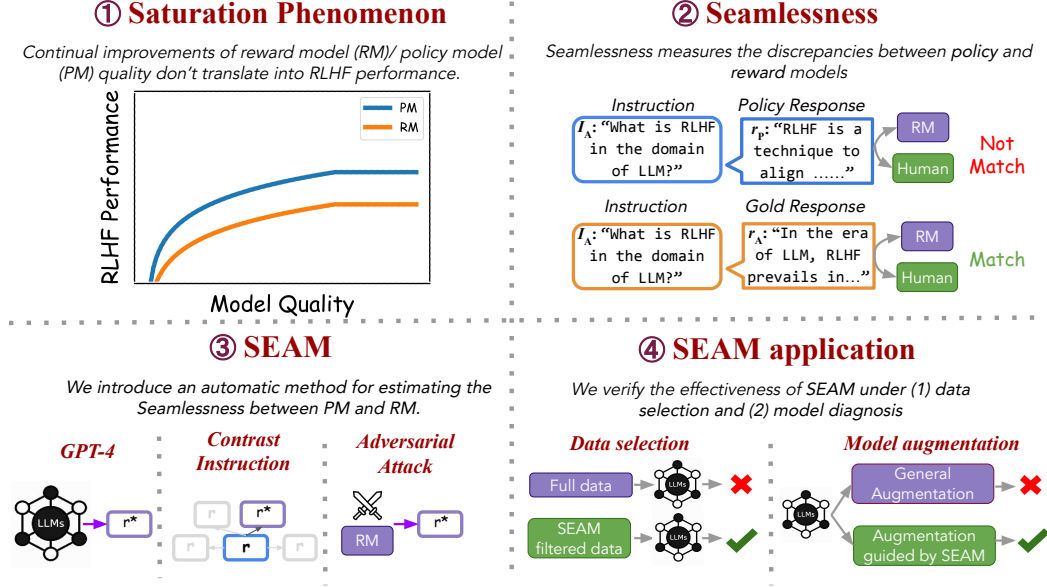 ① Saturation Phenomenon
Continual improvements of reward model (RM)/ policy model
(PM) quality don't translate into RLHF performance.
RLHF Performance
PM
RM
Model Quality
② Seamlessness
Seamlessness measures the discrepancies between policy and
reward models
Instruction
Policy Response
I_A: "What is RLHF
in the domain
of LLM?"
r_P: "RLHF is a
technique to
align ......"
RM
Human
Not
Match
Instruction
Gold Response
I_A: "What is RLHF
in the domain
of LLM?"
r_A: "In the era
of LLM, RLHF
prevails in…"
RM
Human
Match
③ SEAM
We introduce an automatic method for estimating the
Seamlessness between PM and RM.
GPT-4
LLMs
r*
Contrast
Instruction
r
r*
r
r
r
Adversarial
Attack
RM
r*
④ SEAM application
We verify the effectiveness of SEAM under (1) data
selection and (2) model diagnosis
Data selection
Full data
LLMs
SEAM
filtered data
LLMs
Model augmentation
LLMs
General
Augmentation
Augmentation
guided by SEAM